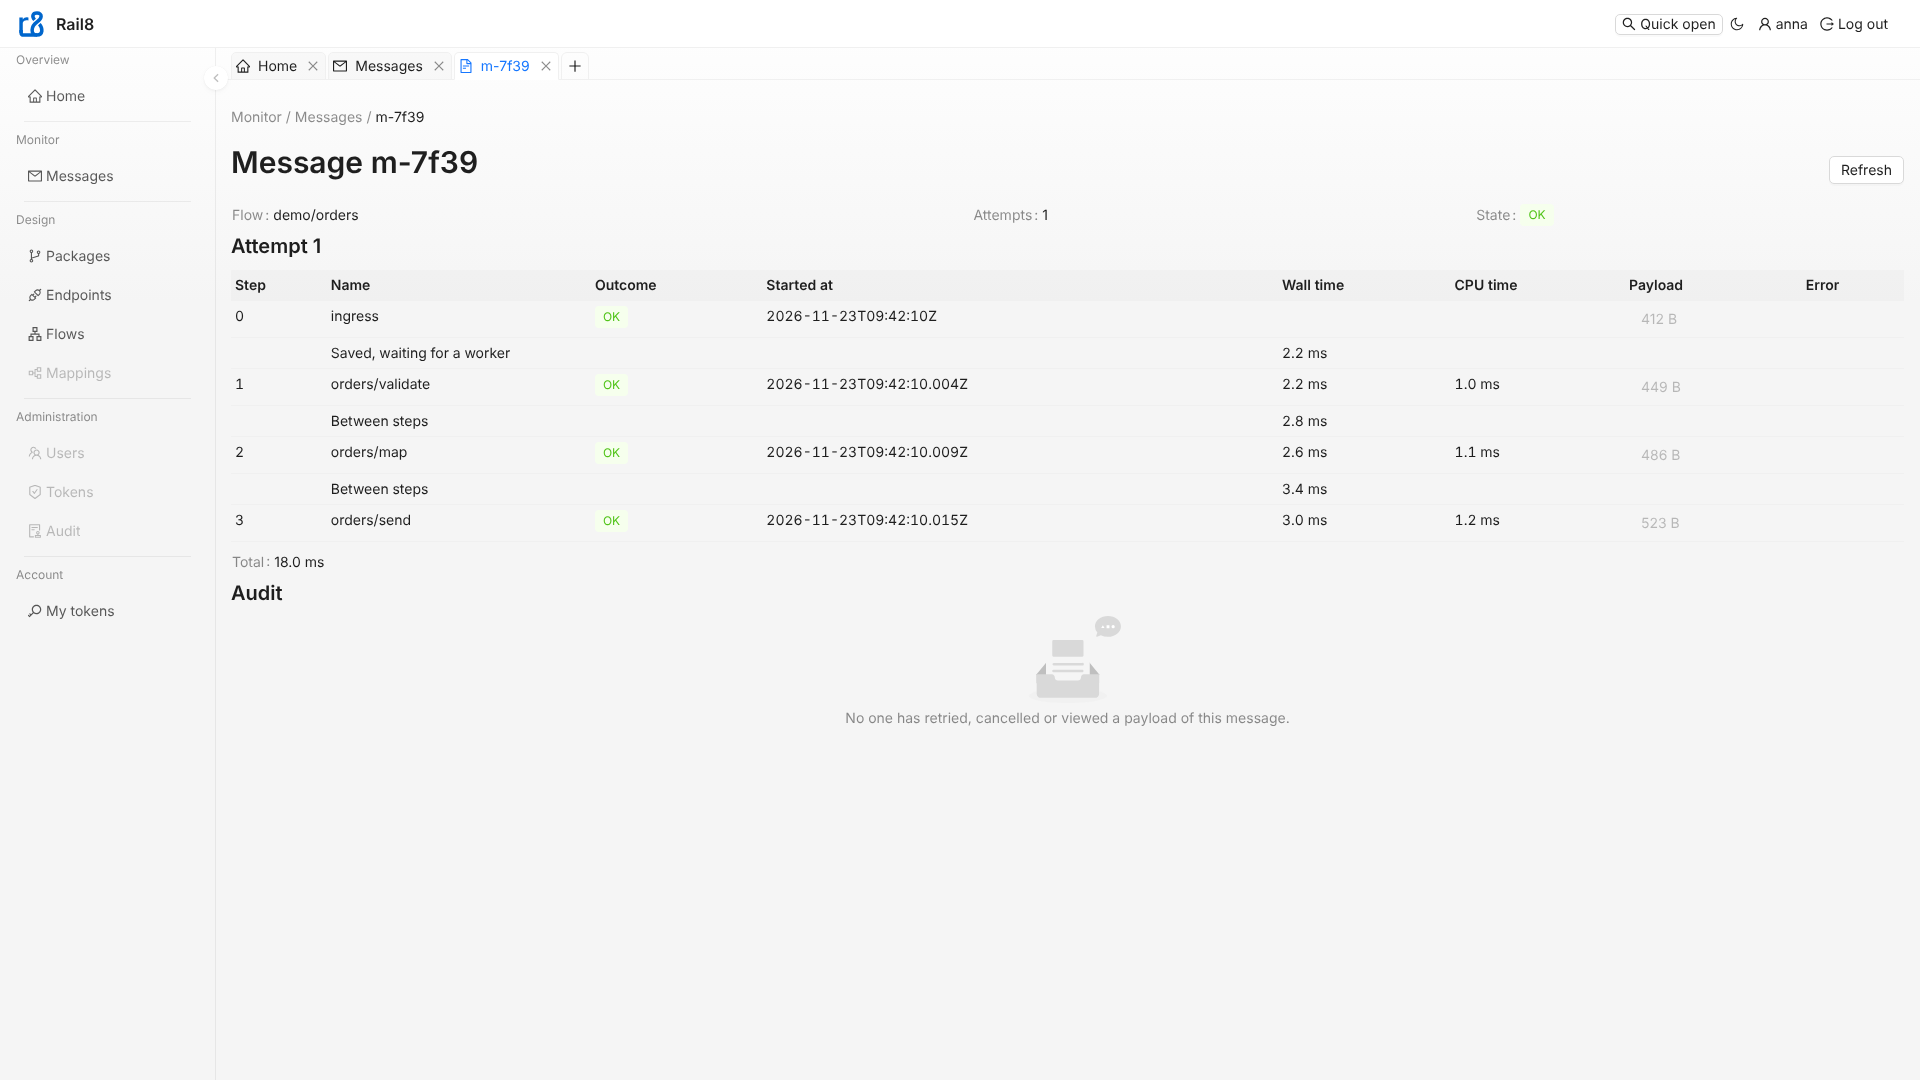 Rail8
Quick open
anna
Log out
Overview
Home
Monitor
Messages
Design
Packages
Endpoints
Flows
Mappings
Administration
Users
Tokens
Audit
Account
My tokens
Home
Messages
m-7f39
Monitor / Messages / m-7f39
Message m-7f39
Refresh
Flow: demo/orders
Attempts: 1
State: OK
Attempt 1
Step Name Outcome Started at Wall time CPU time Payload Error
0 ingress OK 2026-11-23T09:42:10Z 412 B
Saved, waiting for a worker 2.2 ms
1 orders/validate OK 2026-11-23T09:42:10.004Z 2.2 ms 1.0 ms 449 B
Between steps 2.8 ms
2 orders/map OK 2026-11-23T09:42:10.009Z 2.6 ms 1.1 ms 486 B
Between steps 3.4 ms
3 orders/send OK 2026-11-23T09:42:10.015Z 3.0 ms 1.2 ms 523 B
Total: 18.0 ms
Audit
No one has retried, cancelled or viewed a payload of this message.